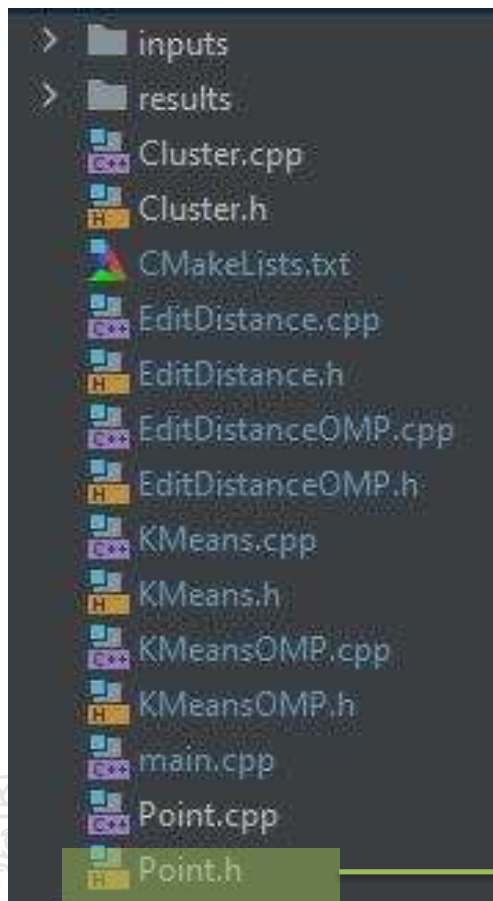 inputs
results
C++ Cluster.cpp
H Cluster.h
CMakeLists.txt
C++ EditDistance.cpp
H EditDistance.h
C++ EditDistanceOMP.cpp
H EditDistanceOMP.h
C++ KMeans.cpp
H KMeans.h
C++ KMeansOMP.cpp
H KMeansOMP.h
C++ main.cpp
C++ Point.cpp
H Point.h